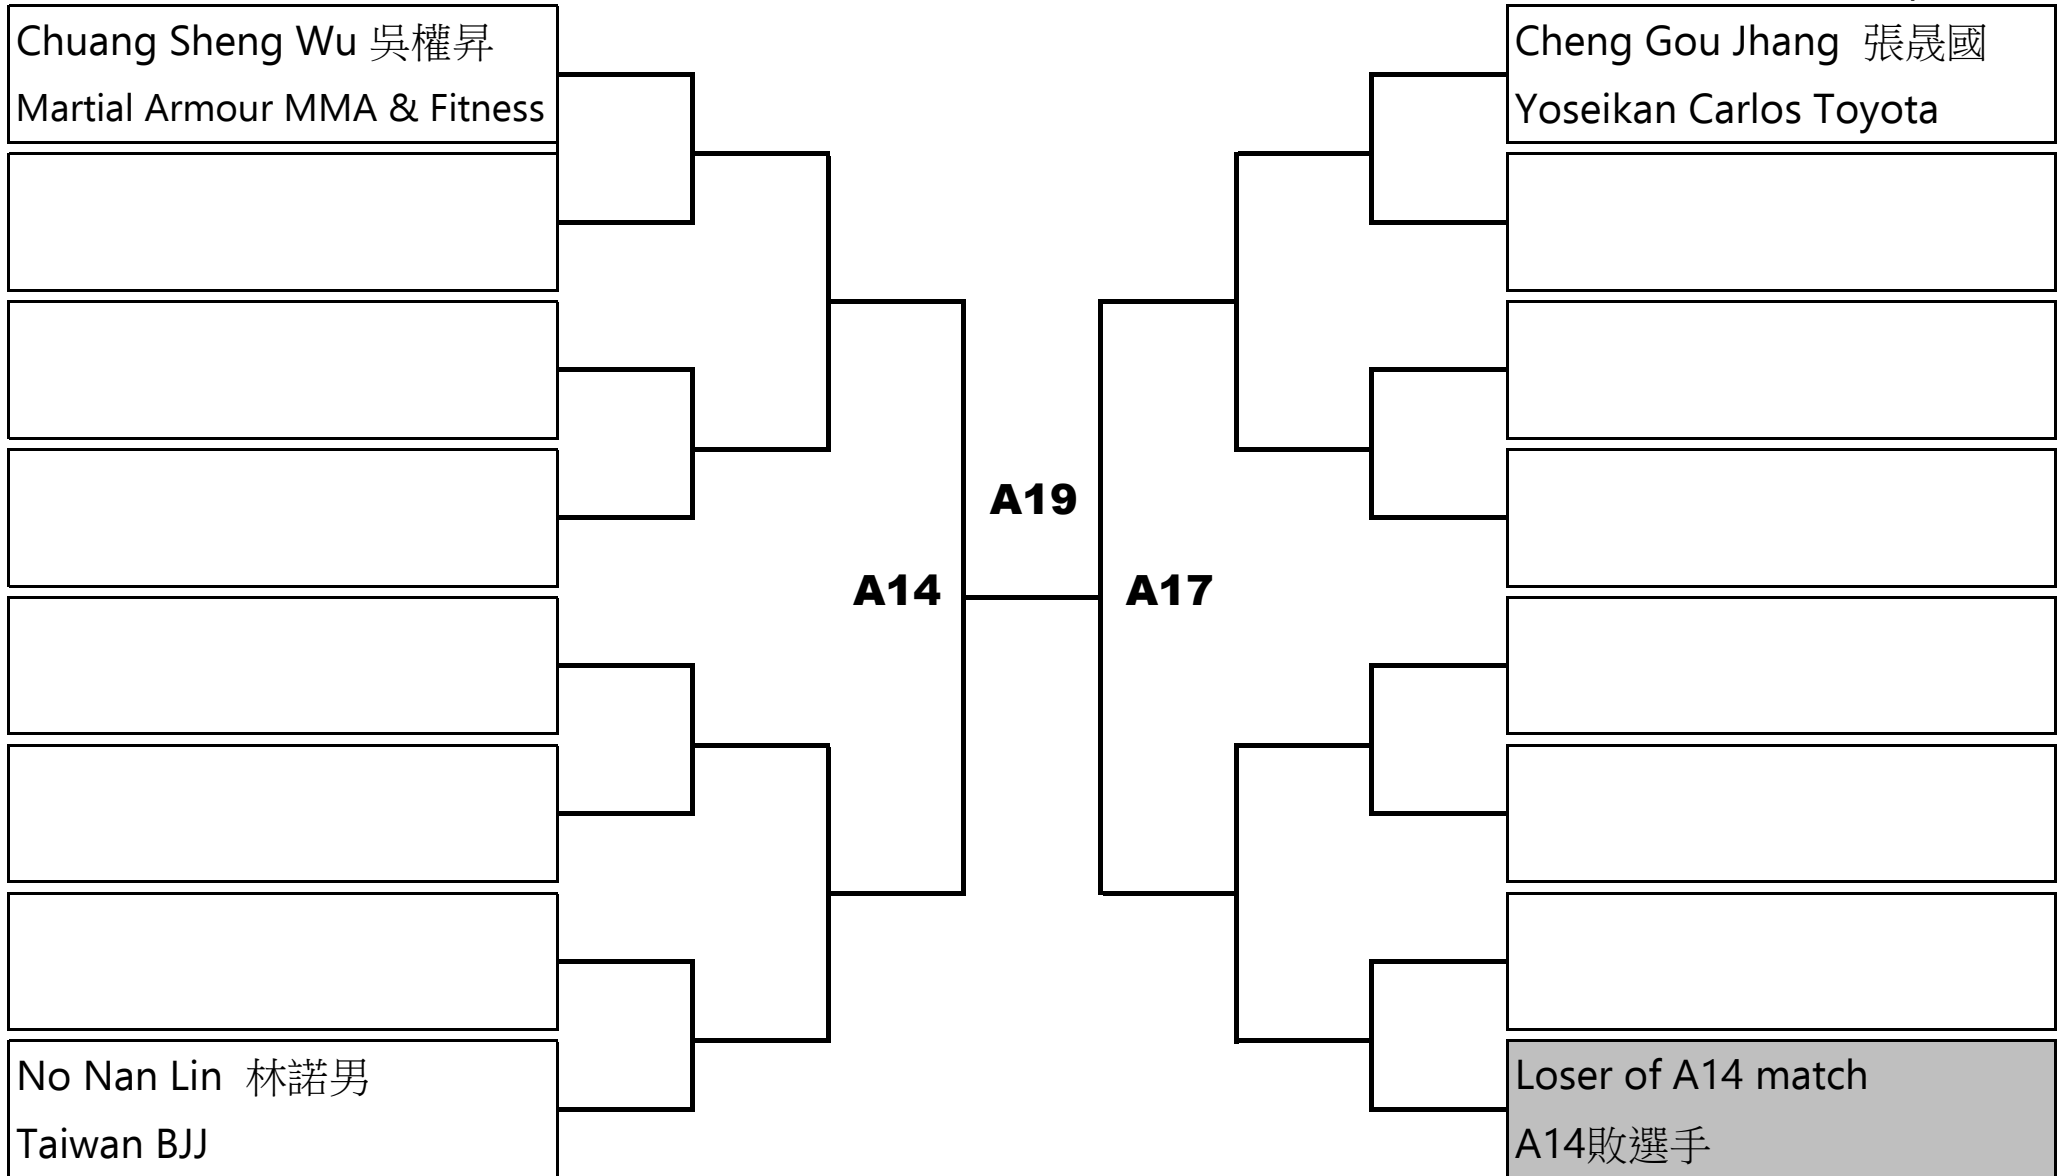 Chuang Sheng Wu 吳權昇
Martial Armour MMA & Fitness
Cheng Gou Jhang 張晟國
Yoseikan Carlos Toyota
A19
A14
A17
No Nan Lin 林諾男
Taiwan BJJ
Loser of A14 match
A14敗選手